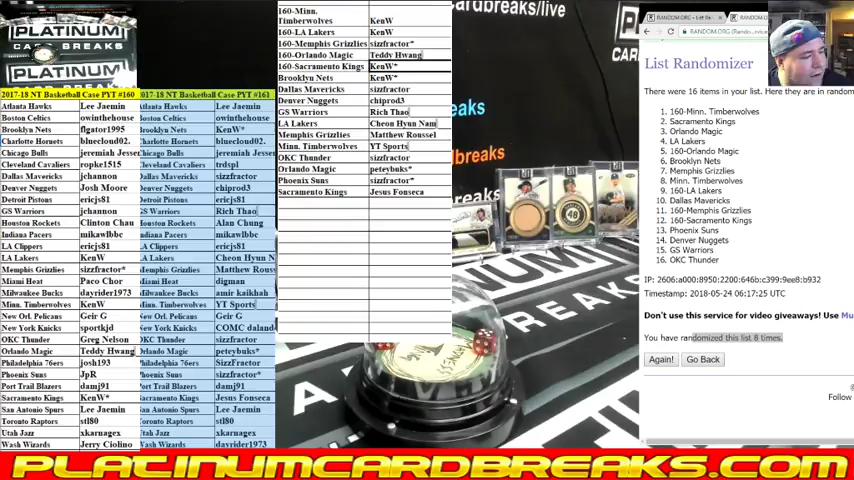 PLATINUM
CARD BREAKS
2017-18 NT Basketball Case PYT #160
Atlanta Hawks Lee Jaemin
Boston Celtics owinthehouse
Brooklyn Nets flgator1995
Charlotte Hornets bluecloud02.
Chicago Bulls jeremiah Jesse
Cleveland Cavaliers ropke1515
Dallas Mavericks jchannon
Denver Nuggets Josh Moore
Detroit Pistons ericjs81
GS Warriors jchannon
Houston Rockets Clinton Chau
Indiana Pacers mikawlbbc
LA Clippers ericjs81
LA Lakers KenW
Memphis Grizzlies sizzfractor*
Miami Heat Paco Chor
Milwaukee Bucks dayrider1973
Minn. Timberwolves KenW
New Orl. Pelicans Geir G
New York Knicks sportkjd
OKC Thunder Greg Nelson
Orlando Magic Teddy Hwang
Philadelphia 76ers josh193
Phoenix Suns JpR
Port Trail Blazers damj91
Sacramento Kings KenW*
San Antonio Spurs Lee Jaemin
Toronto Raptors stl80
Utah Jazz xkarnagex
Wash Wizards Jerry Ciolino
2017-18 NT Basketball Case PYT #161
Atlanta Hawks Lee Jaemin
Boston Celtics owinthehouse
Brooklyn Nets KenW*
Charlotte Hornets bluecloud02.
Chicago Bulls jeremiah Jesse
Cleveland Cavaliers trdspl
Dallas Mavericks sizzfractor
Denver Nuggets chiprod3
Detroit Pistons ericjs81
GS Warriors Rich Thao
Houston Rockets Alan Chung
Indiana Pacers mikawlbbc
LA Clippers ericjs81
LA Lakers Cheon Hyun N
Memphis Grizzlies Matthew Rouss
Miami Heat digman
Milwaukee Bucks amir kaikhah
Minn. Timberwolves YT Sports
New Orl. Pelicans Geir G
New York Knicks COMC daland
OKC Thunder sizzfractor
Orlando Magic peteybuks*
Philadelphia 76ers SizzFractor
Phoenix Suns sizzfractor*
Port Trail Blazers damj91
Sacramento Kings Jesus Fonseca
San Antonio Spurs Lee Jaemin
Toronto Raptors stl80
Utah Jazz xkarnagex
Wash Wizards dayrider1973
160-Minn.
Timberwolves KenW
160-LA Lakers KenW
160-Memphis Grizzlies sizzfractor*
160-Orlando Magic Teddy Hwang
160-Sacramento Kings KenW*
Brooklyn Nets KenW*
Dallas Mavericks sizzfractor
Denver Nuggets chiprod3
GS Warriors Rich Thao
LA Lakers Cheon Hyun Nam
Memphis Grizzlies Matthew Roussel
Minn. Timberwolves YT Sports
OKC Thunder sizzfractor
Orlando Magic peteybuks*
Phoenix Suns sizzfractor*
Sacramento Kings Jesus Fonseca
cardbreaks/live
eaks
48
PLA
CAR
RANDOM.ORG - List Re
RANDOM.ORG
List Randomizer
There were 16 items in your list. Here they are in random
1. 160-Minn. Timberwolves
2. Sacramento Kings
3. Orlando Magic
4. LA Lakers
5. 160-Orlando Magic
6. Brooklyn Nets
7. Memphis Grizzlies
8. Minn. Timberwolves
9. 160-LA Lakers
10. Dallas Mavericks
11. 160-Memphis Grizzlies
12. 160-Sacramento Kings
13. Phoenix Suns
14. Denver Nuggets
15. GS Warriors
16. OKC Thunder
IP: 2606:a000:8950:2200:646b:c399:9ee8:b932
Timestamp: 2018-05-24 06:17:25 UTC
Don't use this service for video giveaways! Use Mu
You have randomized this list 8 times.
Again! Go Back
© 1998
Follow
PLATINUMCARDBREAKS.COM